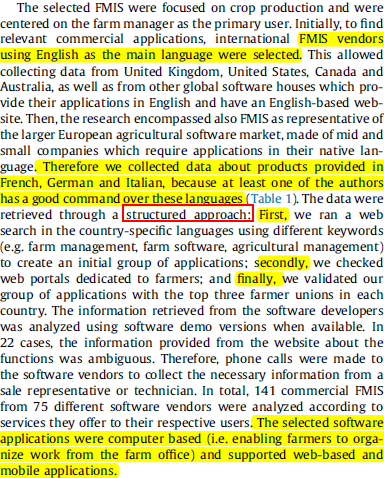 The selected FMIS were focused on crop production and were
centered on the farm manager as the primary user. Initially, to find
relevant commercial applications, international FMIS vendors
using English as the main language were selected. This allowed
collecting data from United Kingdom, United States, Canada and
Australia, as well as from other global software houses which pro-
vide their applications in English and have an English-based web-
site. Then, the research encompassed also FMIS as representative of
the larger European agricultural software market, made of mid and
small companies which require applications in their native lan-
guage. Therefore we collected data about products provided in
French, German and Italian, because at least one of the authors
has a good command over these languages (Table 1). The data were
retrieved through a structured approach: First, we ran a web
search in the country-specific languages using different keywords
(e.g. farm management, farm software, agricultural management)
to create an initial group of applications; secondly, we checked
web portals dedicated to farmers; and finally, we validated our
group of applications with the top three farmer unions in each
country. The information retrieved from the software developers
was analyzed using software demo versions when available. In
22 cases, the information provided from the website about the
functions was ambiguous. Therefore, phone calls were made to
the software vendors to collect the necessary information from a
sale representative or technician. In total, 141 commercial FMIS
from 75 different software vendors were analyzed according to
services they offer to their respective users. The selected software
applications were computer based (i.e. enabling farmers to orga-
nize work from the farm office) and supported web-based and
mobile applications.